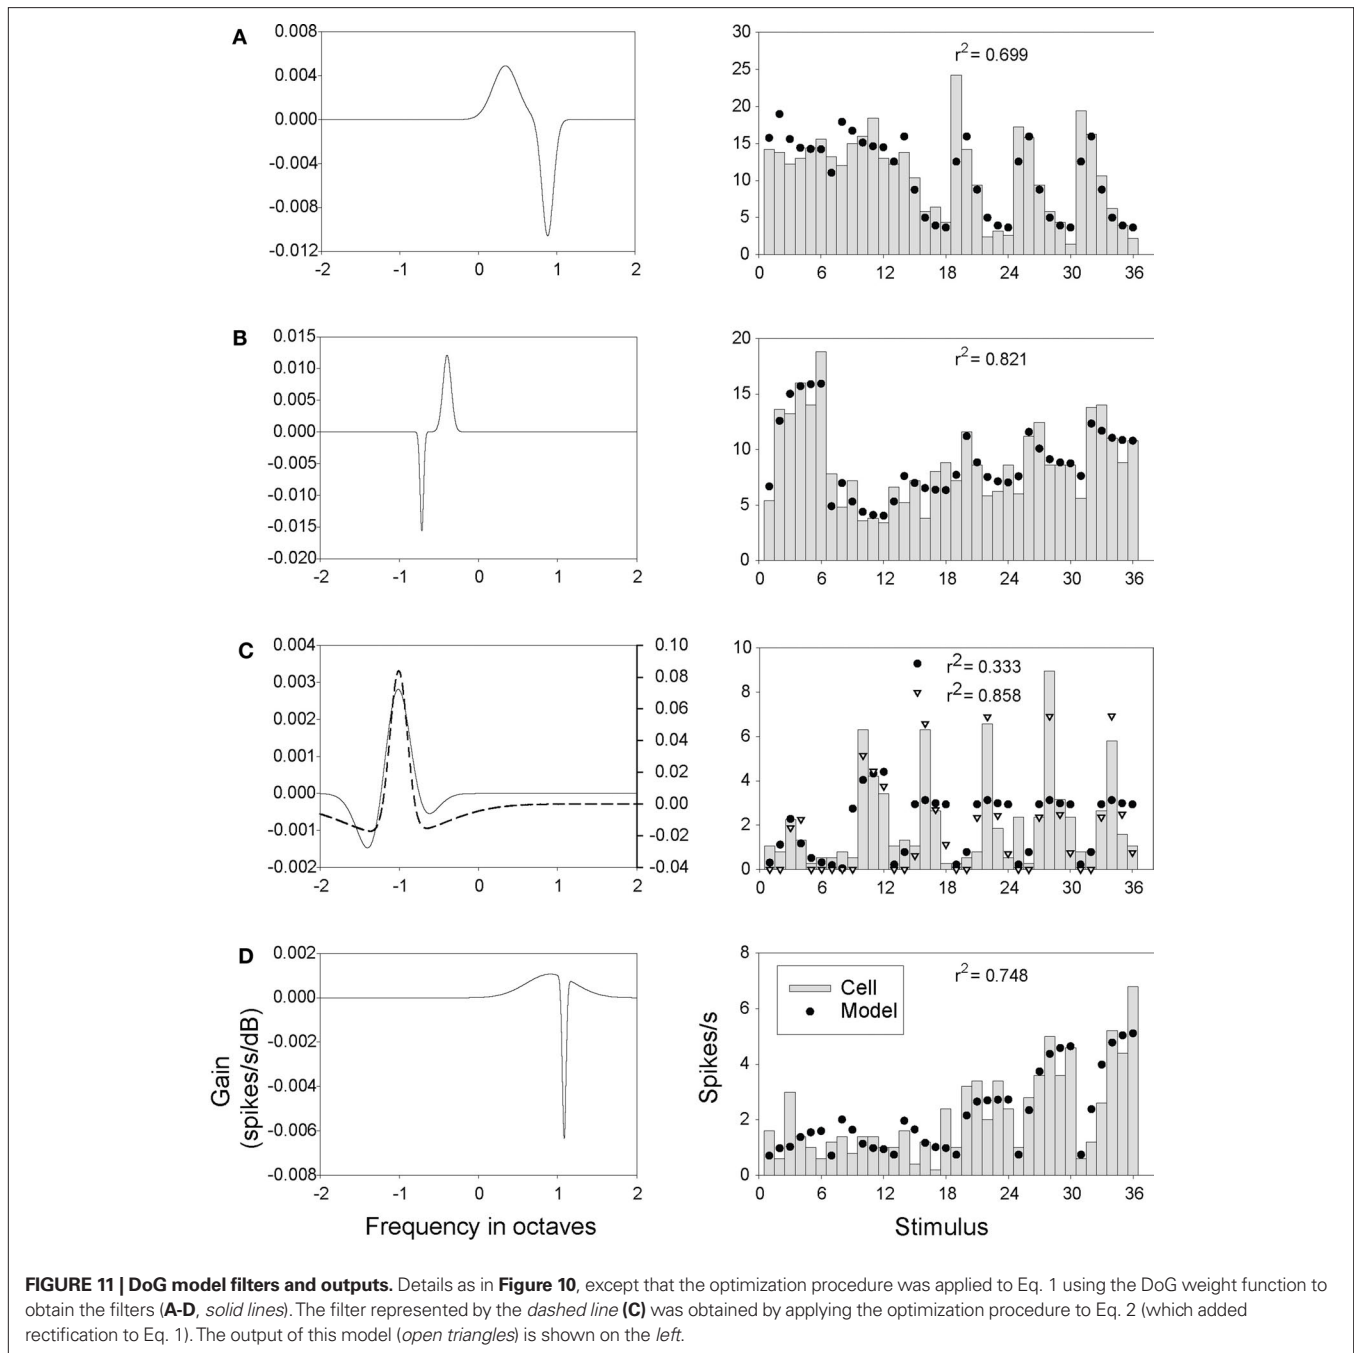 A
0.008
0.004
0.000
-0.004
-0.008
-0.012
-2 -1 0 1 2
30
25
20
15
10
5
0
r2 = 0.699
0 6 12 18 24 30 36
B
0.015
0.010
0.005
0.000
-0.005
-0.010
-0.015
-0.020
-2 -1 0 1 2
20
15
10
5
0
r2 = 0.821
0 6 12 18 24 30 36
C
0.004
0.003
0.002
0.001
0.000
-0.001
-0.002
-2 -1 0 1 2
0.10
0.08
0.06
0.04
0.02
0.00
-0.02
-0.04
10
8
6
4
2
0
r2 = 0.333
r2 = 0.858
0 6 12 18 24 30 36
D
0.002
0.000
-0.002
-0.004
-0.006
-0.008
Gain
(spikes/s/dB)
-2 -1 0 1 2
Frequency in octaves
8
6
4
2
0
Spikes/s
Cell
Model
r2 = 0.748
0 6 12 18 24 30 36
Stimulus
FIGURE 11 | DoG model filters and outputs. Details as in Figure 10, except that the optimization procedure was applied to Eq. 1 using the DoG weight function to
obtain the filters (A-D, solid lines). The filter represented by the dashed line (C) was obtained by applying the optimization procedure to Eq. 2 (which added
rectification to Eq. 1). The output of this model (open triangles) is shown on the left.